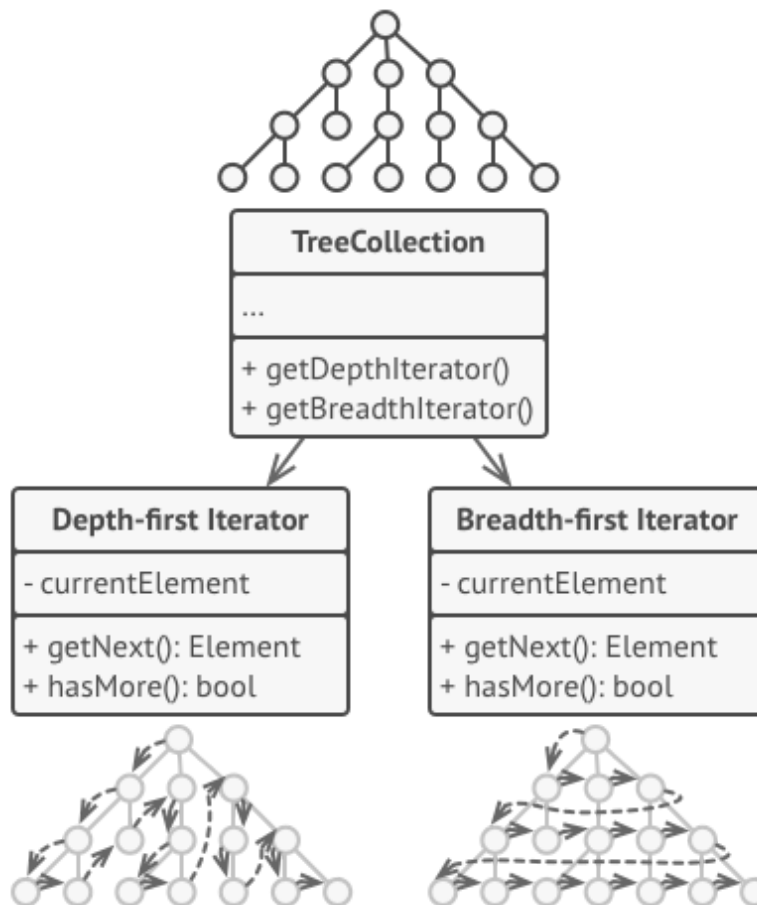 TreeCollection
...
+ getDepthIterator()
+ getBreadthIterator()
Depth-first Iterator
- currentElement
+ getNext(): Element
+ hasMore(): bool
Breadth-first Iterator
- currentElement
+ getNext(): Element
+ hasMore(): bool